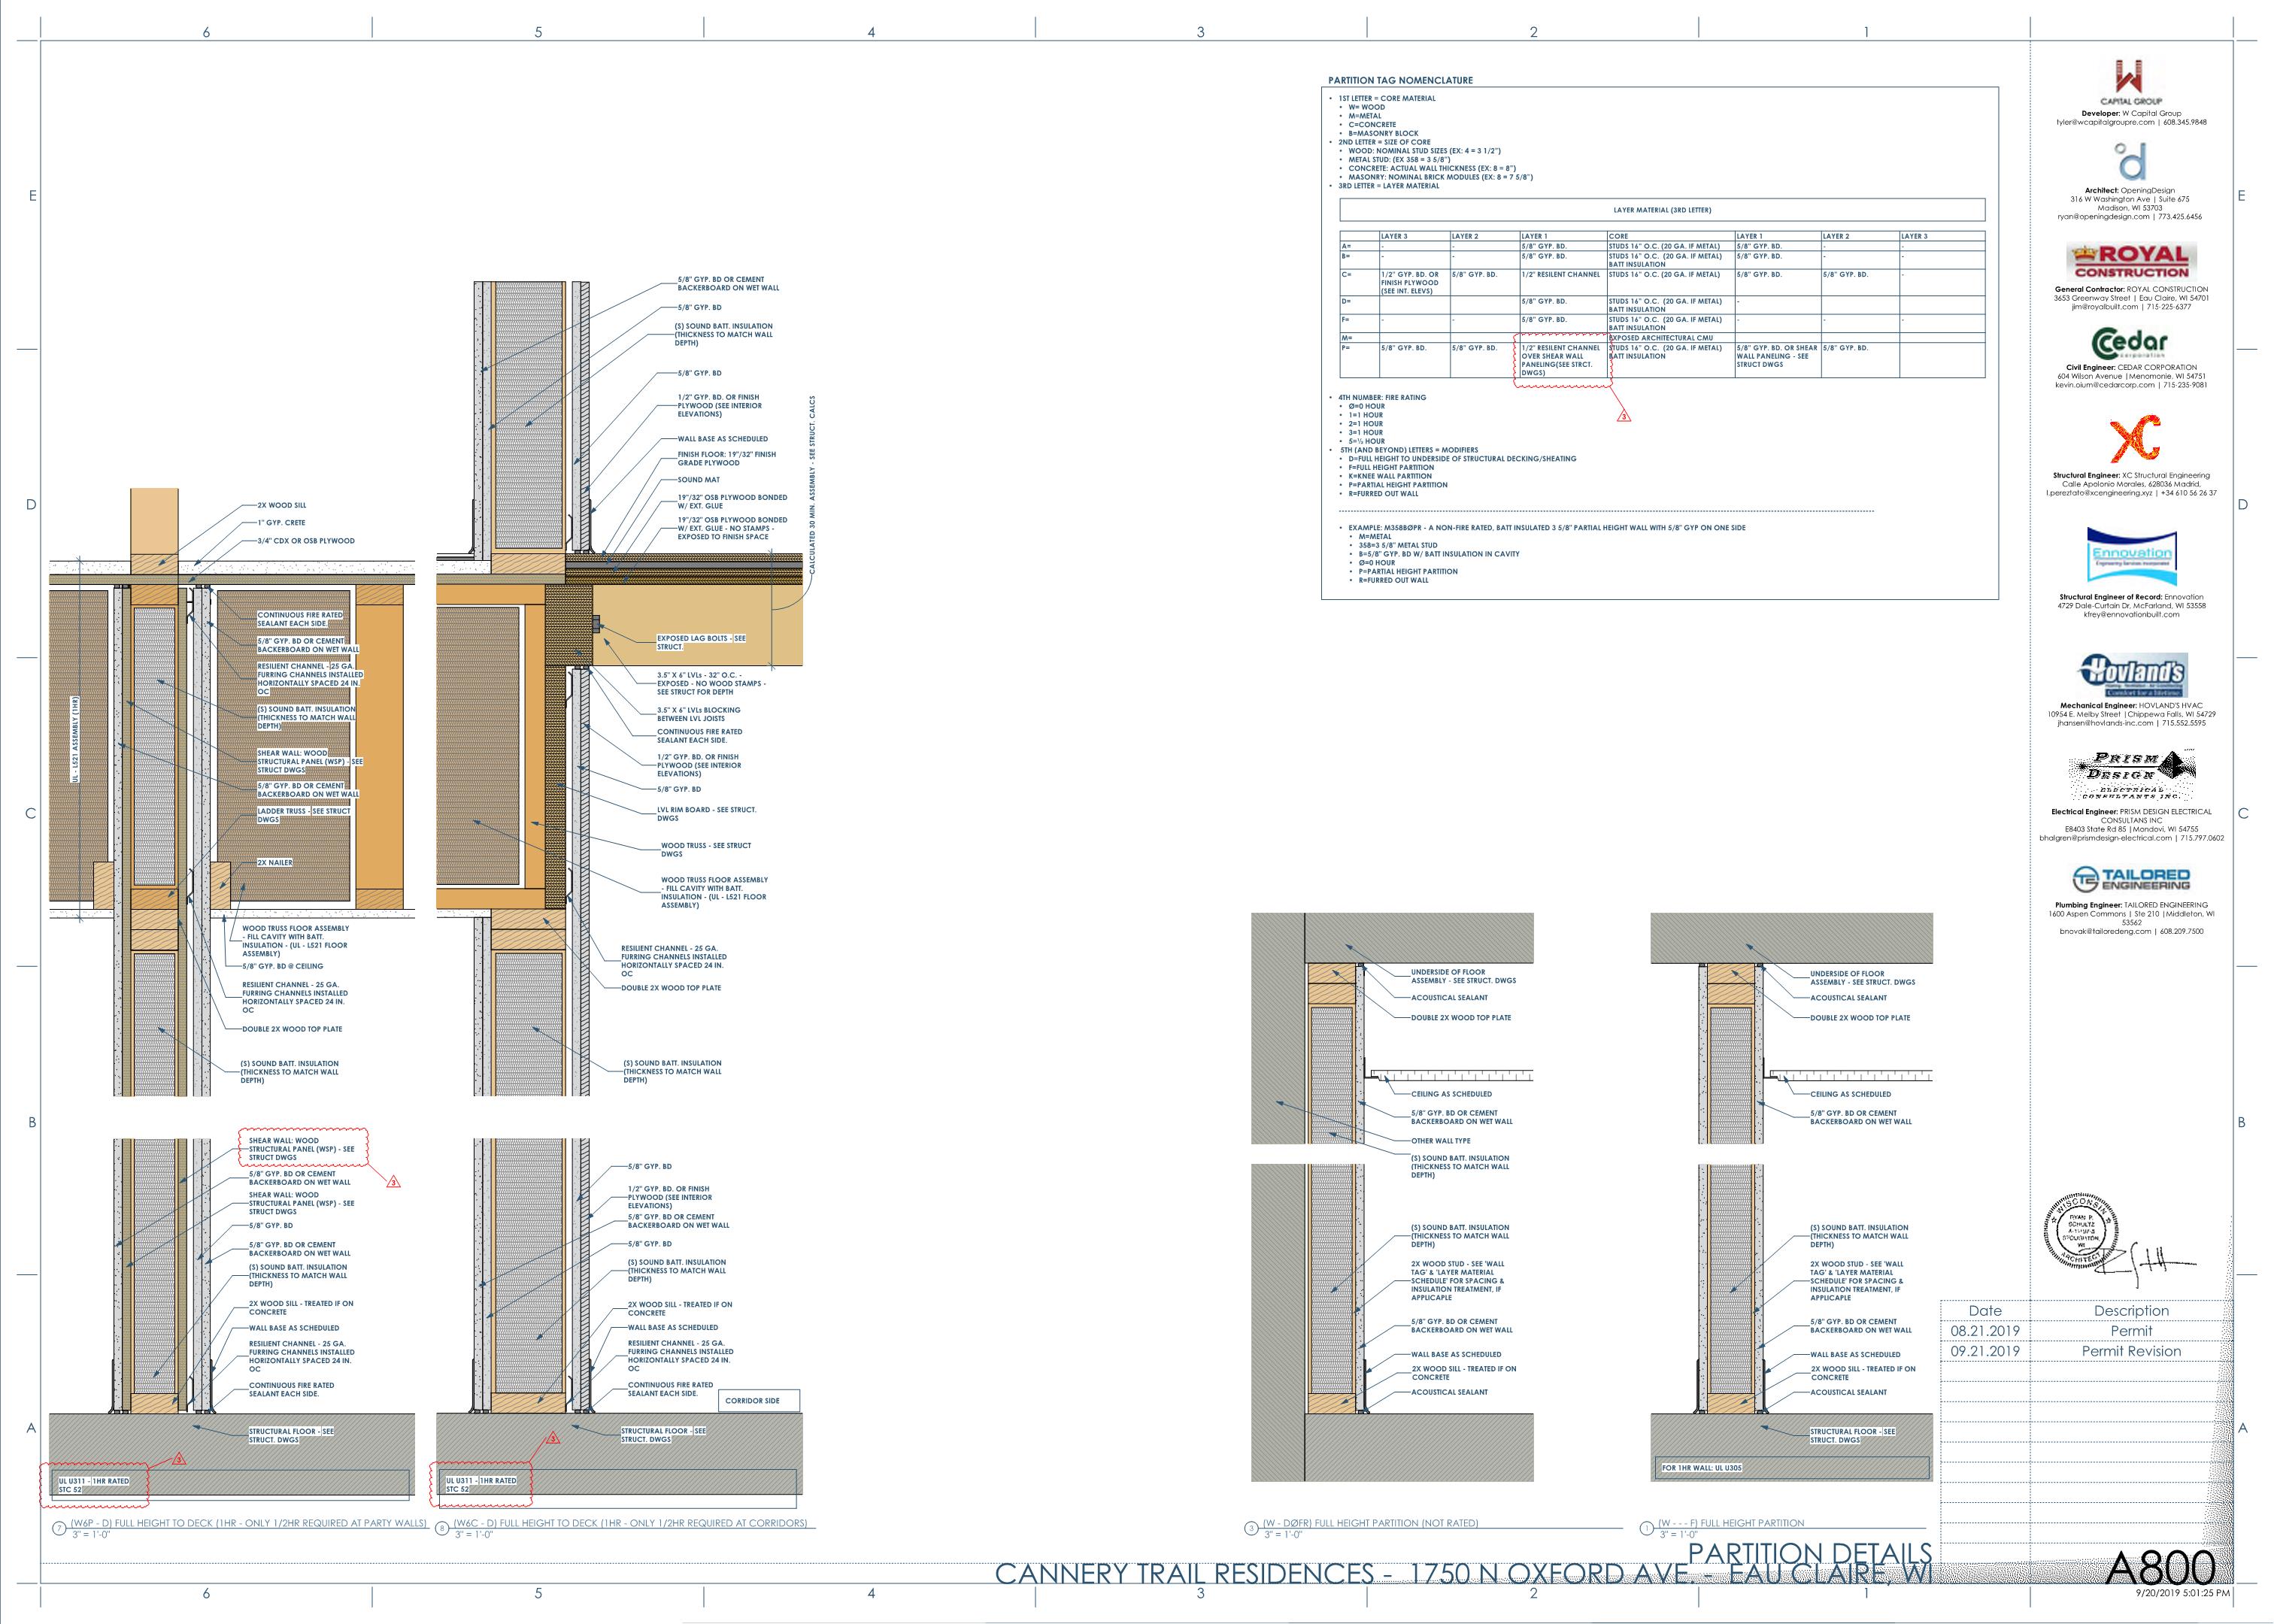 6
5
4
3
2
1
E
D
C
B
A
PARTITION TAG NOMENCLATURE
• 1ST LETTER = CORE MATERIAL
• W= WOOD
• M=METAL
• C=CONCRETE
• B=MASONRY BLOCK
• 2ND LETTER = SIZE OF CORE
• WOOD: NOMINAL STUD SIZES (EX: 4 = 3 1/2")
• METAL STUD: (EX 358 = 3 5/8")
• CONCRETE: ACTUAL WALL THICKNESS (EX: 8 = 8")
• MASONRY: NOMINAL BRICK MODULES (EX: 8 = 7 5/8")
• 3RD LETTER = LAYER MATERIAL
LAYER MATERIAL (3RD LETTER)
LAYER 3 LAYER 2 LAYER 1 CORE LAYER 1 LAYER 2 LAYER 3
A= - - 5/8" GYP. BD. STUDS 16" O.C. (20 GA. IF METAL) 5/8" GYP. BD. - -
B= - - 5/8" GYP. BD. STUDS 16" O.C. (20 GA. IF METAL) 5/8" GYP. BD. - -
BATT INSULATION
C= 1/2" GYP. BD. OR 5/8" GYP. BD. 1/2" RESILENT CHANNEL STUDS 16" O.C. (20 GA. IF METAL) 5/8" GYP. BD. 5/8" GYP. BD. -
FINISH PLYWOOD
(SEE INT. ELEVS)
D= 5/8" GYP. BD. STUDS 16" O.C. (20 GA. IF METAL) -
BATT INSULATION
F= - - 5/8" GYP. BD. STUDS 16" O.C. (20 GA. IF METAL) - - -
BATT INSULATION
M= EXPOSED ARCHITECTURAL CMU
P= 5/8" GYP. BD. 5/8" GYP. BD. 1/2" RESILENT CHANNEL STUDS 16" O.C. (20 GA. IF METAL) 5/8" GYP. BD. OR SHEAR 5/8" GYP. BD.
OVER SHEAR WALL BATT INSULATION WALL PANELING - SEE
PANELING(SEE STRCT. STRUCT DWGS
DWGS)
3
• 4TH NUMBER: FIRE RATING
• Ø=0 HOUR
• 1=1 HOUR
• 2=1 HOUR
• 3=1 HOUR
• 5=½ HOUR
• 5TH (AND BEYOND) LETTERS = MODIFIERS
• D=FULL HEIGHT TO UNDERSIDE OF STRUCTURAL DECKING/SHEATING
• F=FULL HEIGHT PARTITION
• K=KNEE WALL PARTITION
• P=PARTIAL HEIGHT PARTITION
• R=FURRED OUT WALL
• EXAMPLE: M358BØPR - A NON-FIRE RATED, BATT INSULATED 3 5/8" PARTIAL HEIGHT WALL WITH 5/8" GYP ON ONE SIDE
• M=METAL
• 358=3 5/8" METAL STUD
• B=5/8" GYP. BD W/ BATT INSULATION IN CAVITY
• Ø=0 HOUR
• P=PARTIAL HEIGHT PARTITION
• R=FURRED OUT WALL
2X WOOD SILL
1" GYP. CRETE
3/4" CDX OR OSB PLYWOOD
UL - L521 ASSEMBLY (1HR)
CONTINUOUS FIRE RATED
SEALANT EACH SIDE.
5/8" GYP. BD OR CEMENT
BACKERBOARD ON WET WALL
RESILIENT CHANNEL - 25 GA.
FURRING CHANNELS INSTALLED
HORIZONTALLY SPACED 24 IN.
OC
(S) SOUND BATT. INSULATION
(THICKNESS TO MATCH WALL
DEPTH)
SHEAR WALL: WOOD
STRUCTURAL PANEL (WSP) - SEE
STRUCT DWGS
5/8" GYP. BD OR CEMENT
BACKERBOARD ON WET WALL
LADDER TRUSS - SEE STRUCT
DWGS
2X NAILER
WOOD TRUSS FLOOR ASSEMBLY
- FILL CAVITY WITH BATT.
INSULATION - (UL - L521 FLOOR
ASSEMBLY)
5/8" GYP. BD @ CEILING
RESILIENT CHANNEL - 25 GA.
FURRING CHANNELS INSTALLED
HORIZONTALLY SPACED 24 IN.
OC
DOUBLE 2X WOOD TOP PLATE
(S) SOUND BATT. INSULATION
(THICKNESS TO MATCH WALL
DEPTH)
SHEAR WALL: WOOD
STRUCTURAL PANEL (WSP) - SEE
STRUCT DWGS
3
5/8" GYP. BD OR CEMENT
BACKERBOARD ON WET WALL
SHEAR WALL: WOOD
STRUCTURAL PANEL (WSP) - SEE
STRUCT DWGS
5/8" GYP. BD
5/8" GYP. BD OR CEMENT
BACKERBOARD ON WET WALL
(S) SOUND BATT. INSULATION
(THICKNESS TO MATCH WALL
DEPTH)
2X WOOD SILL - TREATED IF ON
CONCRETE
WALL BASE AS SCHEDULED
RESILIENT CHANNEL - 25 GA.
FURRING CHANNELS INSTALLED
HORIZONTALLY SPACED 24 IN.
OC
CONTINUOUS FIRE RATED
SEALANT EACH SIDE.
STRUCTURAL FLOOR - SEE
STRUCT. DWGS
3
UL U311 - 1HR RATED
STC 52
7 (W6P - D) FULL HEIGHT TO DECK (1HR - ONLY 1/2HR REQUIRED AT PARTY WALLS)
3" = 1'-0"
5/8" GYP. BD OR CEMENT
BACKERBOARD ON WET WALL
5/8" GYP. BD
(S) SOUND BATT. INSULATION
(THICKNESS TO MATCH WALL
DEPTH)
5/8" GYP. BD
1/2" GYP. BD. OR FINISH
PLYWOOD (SEE INTERIOR
ELEVATIONS)
WALL BASE AS SCHEDULED
FINISH FLOOR: 19"/32" FINISH
GRADE PLYWOOD
SOUND MAT
19"/32" OSB PLYWOOD BONDED
W/ EXT. GLUE
19"/32" OSB PLYWOOD BONDED
W/ EXT. GLUE - NO STAMPS -
EXPOSED TO FINISH SPACE
CALCULATED 30 MIN. ASSEMBLY - SEE STRUCT. CALCS
EXPOSED LAG BOLTS - SEE
STRUCT.
3.5" X 6" LVLs - 32" O.C. -
EXPOSED - NO WOOD STAMPS -
SEE STRUCT FOR DEPTH
3.5" X 6" LVLs BLOCKING
BETWEEN LVL JOISTS
CONTINUOUS FIRE RATED
SEALANT EACH SIDE.
1/2" GYP. BD. OR FINISH
PLYWOOD (SEE INTERIOR
ELEVATIONS)
5/8" GYP. BD
LVL RIM BOARD - SEE STRUCT.
DWGS
WOOD TRUSS - SEE STRUCT
DWGS
WOOD TRUSS FLOOR ASSEMBLY
- FILL CAVITY WITH BATT.
INSULATION - (UL - L521 FLOOR
ASSEMBLY)
RESILIENT CHANNEL - 25 GA.
FURRING CHANNELS INSTALLED
HORIZONTALLY SPACED 24 IN.
OC
DOUBLE 2X WOOD TOP PLATE
(S) SOUND BATT. INSULATION
(THICKNESS TO MATCH WALL
DEPTH)
5/8" GYP. BD
1/2" GYP. BD. OR FINISH
PLYWOOD (SEE INTERIOR
ELEVATIONS)
5/8" GYP. BD OR CEMENT
BACKERBOARD ON WET WALL
5/8" GYP. BD
(S) SOUND BATT. INSULATION
(THICKNESS TO MATCH WALL
DEPTH)
2X WOOD SILL - TREATED IF ON
CONCRETE
WALL BASE AS SCHEDULED
RESILIENT CHANNEL - 25 GA.
FURRING CHANNELS INSTALLED
HORIZONTALLY SPACED 24 IN.
OC
CONTINUOUS FIRE RATED
SEALANT EACH SIDE.
CORRIDOR SIDE
STRUCTURAL FLOOR - SEE
STRUCT. DWGS
3
UL U311 - 1HR RATED
STC 52
8 (W6C - D) FULL HEIGHT TO DECK (1HR - ONLY 1/2HR REQUIRED AT CORRIDORS)
3" = 1'-0"
UNDERSIDE OF FLOOR
ASSEMBLY - SEE STRUCT. DWGS
ACOUSTICAL SEALANT
DOUBLE 2X WOOD TOP PLATE
CEILING AS SCHEDULED
5/8" GYP. BD OR CEMENT
BACKERBOARD ON WET WALL
OTHER WALL TYPE
(S) SOUND BATT. INSULATION
(THICKNESS TO MATCH WALL
DEPTH)
(S) SOUND BATT. INSULATION
(THICKNESS TO MATCH WALL
DEPTH)
2X WOOD STUD - SEE 'WALL
TAG' & 'LAYER MATERIAL
SCHEDULE' FOR SPACING &
INSULATION TREATMENT, IF
APPLICAPLE
5/8" GYP. BD OR CEMENT
BACKERBOARD ON WET WALL
WALL BASE AS SCHEDULED
2X WOOD SILL - TREATED IF ON
CONCRETE
ACOUSTICAL SEALANT
3 (W - DØFR) FULL HEIGHT PARTITION (NOT RATED)
3" = 1'-0"
UNDERSIDE OF FLOOR
ASSEMBLY - SEE STRUCT. DWGS
ACOUSTICAL SEALANT
DOUBLE 2X WOOD TOP PLATE
CEILING AS SCHEDULED
5/8" GYP. BD OR CEMENT
BACKERBOARD ON WET WALL
(S) SOUND BATT. INSULATION
(THICKNESS TO MATCH WALL
DEPTH)
2X WOOD STUD - SEE 'WALL
TAG' & 'LAYER MATERIAL
SCHEDULE' FOR SPACING &
INSULATION TREATMENT, IF
APPLICAPLE
5/8" GYP. BD OR CEMENT
BACKERBOARD ON WET WALL
WALL BASE AS SCHEDULED
2X WOOD SILL - TREATED IF ON
CONCRETE
ACOUSTICAL SEALANT
STRUCTURAL FLOOR - SEE
STRUCT. DWGS
FOR 1HR WALL: UL U305
1 (W - - - F) FULL HEIGHT PARTITION
3" = 1'-0"
CAPITAL GROUP
Developer: W Capital Group
tyler@wcapitalgroupre.com | 608.345.9848
Architect: OpeningDesign
316 W Washington Ave | Suite 675
Madison, WI 53703
ryan@openingdesign.com | 773.425.6456
ROYAL
CONSTRUCTION
General Contractor: ROYAL CONSTRUCTION
3653 Greenway Street | Eau Claire, WI 54701
jim@royalbuilt.com | 715-225-6377
Cedar
corporation
Civil Engineer: CEDAR CORPORATION
604 Wilson Avenue |Menomonie, WI 54751
kevin.oium@cedarcorp.com | 715-235-9081
XC
Structural Engineer: XC Structural Engineering
Calle Apolonio Morales, 628036 Madrid,
l.pereztato@xcengineering.xyz | +34 610 56 26 37
Ennovation
Engineering Services Incorporated
Structural Engineer of Record: Ennovation
4729 Dale-Curtain Dr, McFarland, WI 53558
kfrey@ennovationbuilt.com
Hovland's
Comfort for a lifetime
Mechanical Engineer: HOVLAND'S HVAC
10954 E. Melby Street |Chippewa Falls, WI 54729
jhansen@hovlands-inc.com | 715.552.5595
PRISM
DESIGN
ELECTRICAL
CONSULTANTS INC.
Electrical Engineer: PRISM DESIGN ELECTRICAL
CONSULTANS INC
E8403 State Rd 85 |Mondovi, WI 54755
bhalgren@prismdesign-electrical.com | 715.797.0602
TE TAILORED
ENGINEERING
Plumbing Engineer: TAILORED ENGINEERING
1600 Aspen Commons | Ste 210 |Middleton, WI
53562
bnovak@tailoredeng.com | 608.209.7500
WISCONSIN
RYAN P.
SCHULTZ
ARCHITECT
Date Description
08.21.2019 Permit
09.21.2019 Permit Revision
PARTITION DETAILS
CANNERY TRAIL RESIDENCES - 1750 N OXFORD AVE. - EAU CLAIRE, WI
A800
9/20/2019 5:01:25 PM
E
D
C
B
A
6
5
4
3
2
1